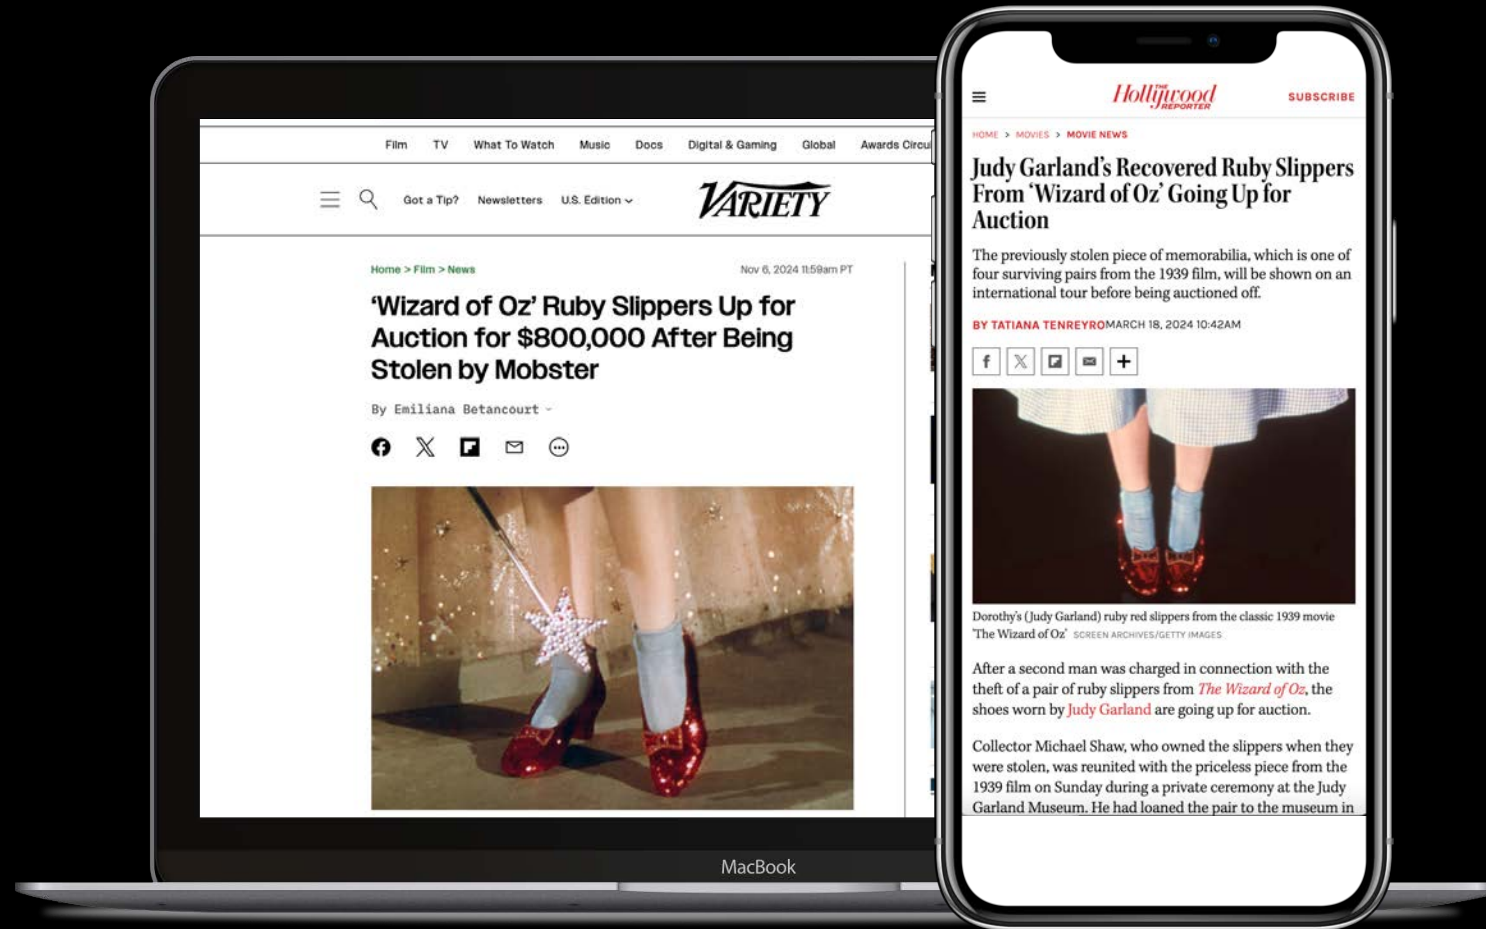 Film TV What To Watch Music Docs Digital & Gaming Global Awards Circu
Got a Tip? Newsletters U.S. Edition VARIETY
Home > Film > News Nov 6, 2024 11:59am PT
‘Wizard of Oz’ Ruby Slippers Up for
Auction for $800,000 After Being
Stolen by Mobster
By Emiliana Betancourt
MacBook
THE
Hollywood
REPORTER
SUBSCRIBE
HOME > MOVIES > MOVIE NEWS
Judy Garland’s Recovered Ruby Slippers
From ‘Wizard of Oz’ Going Up for
Auction
The previously stolen piece of memorabilia, which is one of
four surviving pairs from the 1939 film, will be shown on an
international tour before being auctioned off.
BY TATIANA TENREYROMARCH 18, 2024 10:42AM
Dorothy’s (Judy Garland) ruby red slippers from the classic 1939 movie
'The Wizard of Oz' SCREEN ARCHIVES/GETTY IMAGES
After a second man was charged in connection with the
theft of a pair of ruby slippers from The Wizard of Oz, the
shoes worn by Judy Garland are going up for auction.
Collector Michael Shaw, who owned the slippers when they
were stolen, was reunited with the priceless piece from the
1939 film on Sunday during a private ceremony at the Judy
Garland Museum. He had loaned the pair to the museum in